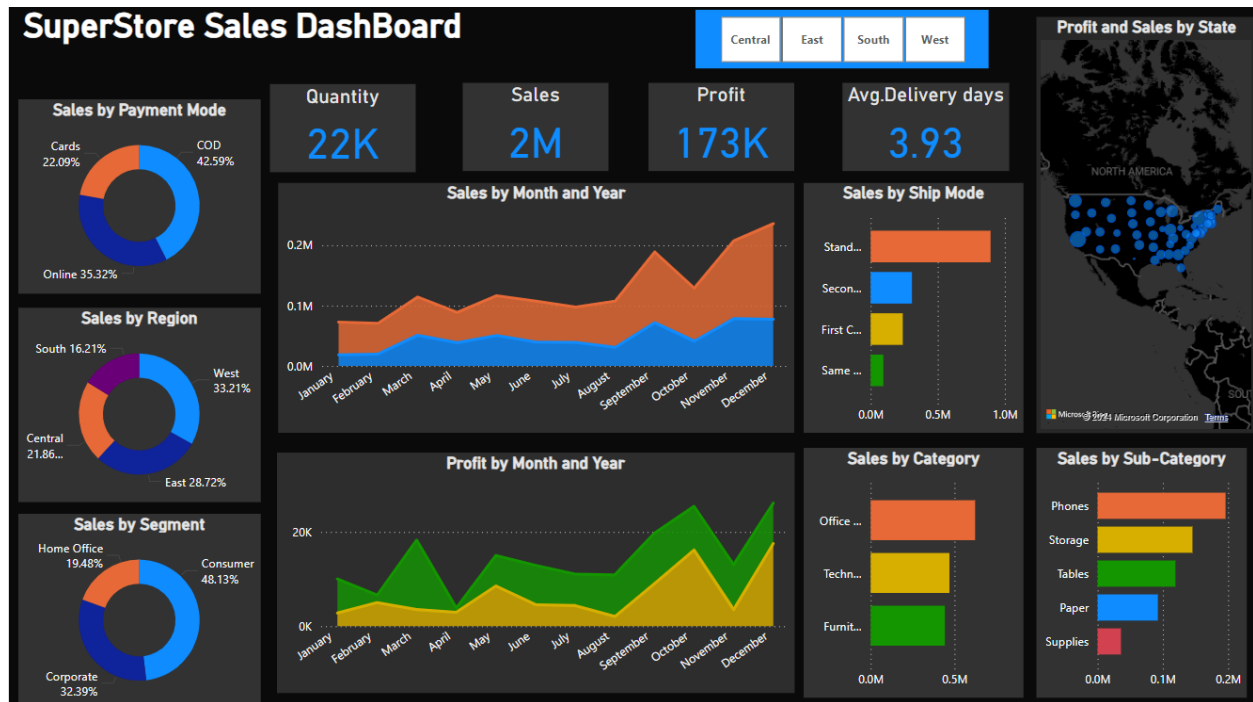 SuperStore Sales DashBoard
Central
East
South
West
Profit and Sales by State
Sales by Payment Mode
Cards
22.09%
COD
42.59%
Online 35.32%
Quantity
22K
Sales
2M
Profit
173K
Avg.Delivery days
3.93
NORTH AMERICA
SOU
Microsoft
© 2024 Microsoft Corporation
Terms
Sales by Month and Year
0.2M
0.1M
0.0M
January
February
March
April
May
June
July
August
September
October
November
December
Sales by Ship Mode
Stand...
Secon...
First C...
Same ...
0.0M
0.5M
1.0M
Sales by Region
South 16.21%
West
33.21%
Central
21.86...
East 28.72%
Profit by Month and Year
20K
0K
January
February
March
April
May
June
July
August
September
October
November
December
Sales by Category
Office ...
Techn...
Furnit...
0.0M
0.5M
Sales by Sub-Category
Phones
Storage
Tables
Paper
Supplies
0.0M
0.1M
0.2M
Sales by Segment
Home Office
19.48%
Consumer
48.13%
Corporate
32.39%